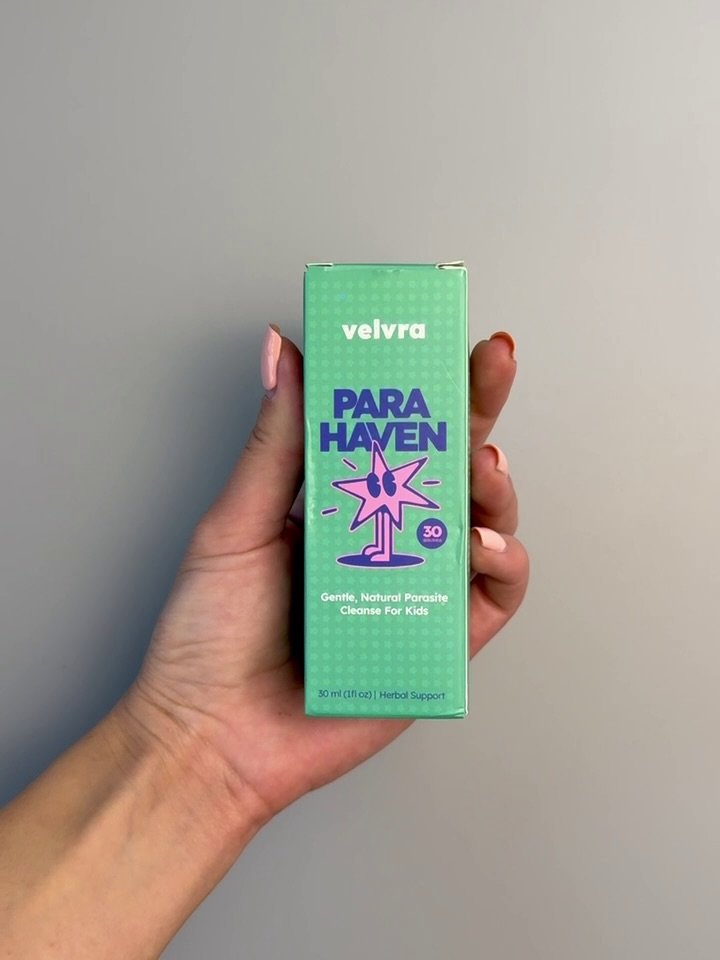 velvra
PARA
HAVEN
30
Gentle, Natural Parasite
Cleanse For Kids
30 ml (1fl oz) | Herbal Support